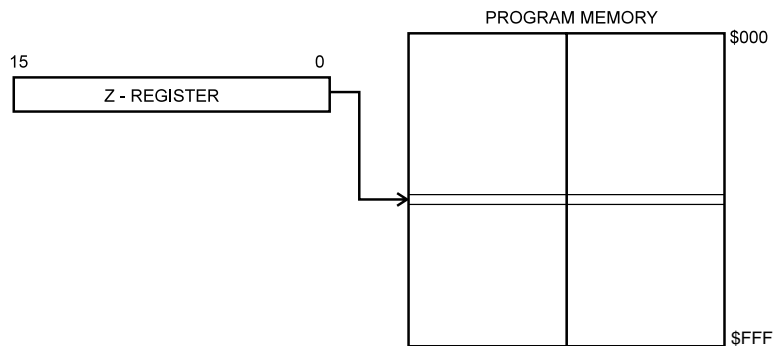 PROGRAM MEMORY
$000
15 0
Z - REGISTER
$FFF